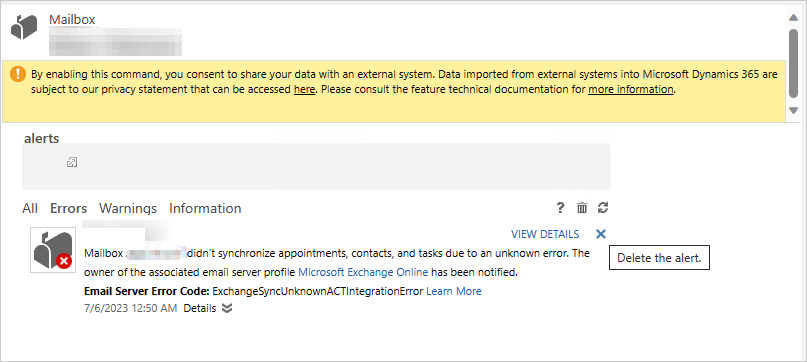 Mailbox
By enabling this command, you consent to share your data with an external system. Data imported from external systems into Microsoft Dynamics 365 are
subject to our privacy statement that can be accessed here. Please consult the feature technical documentation for more information.
alerts
All Errors Warnings Information ?
VIEW DETAILS
Mailbox didn't synchronize appointments, contacts, and tasks due to an unknown error. The
owner of the associated email server profile Microsoft Exchange Online has been notified.
Email Server Error Code: ExchangeSyncUnknownACTIntegrationError Learn More
7/6/2023 12:50 AM Details
Delete the alert.